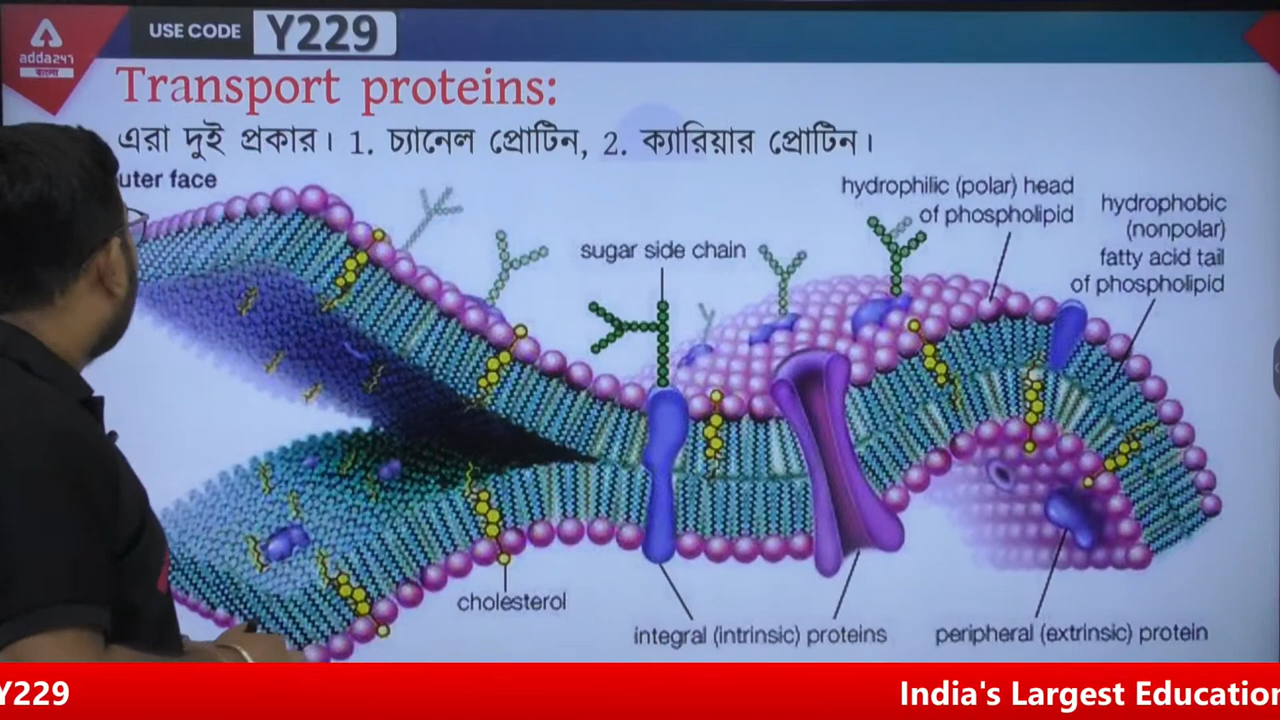 adda247
বাংলা
USE CODE
Y229
Transport proteins:
এরা দুই প্রকার। 1. চ্যানেল প্রোটিন, 2. ক্যারিয়ার প্রোটিন।
uter face
hydrophilic (polar) head
of phospholipid
hydrophobic
(nonpolar)
fatty acid tail
of phospholipid
sugar side chain
cholesterol
integral (intrinsic) proteins
peripheral (extrinsic) protein
Y229
India's Largest Education